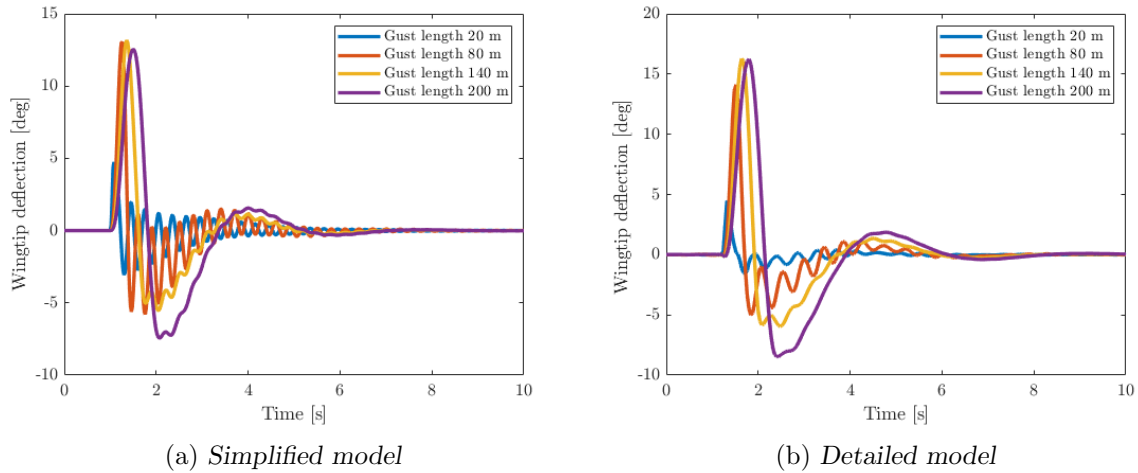 15
10
5
0
-5
-10
Wingtip deflection [deg]
Gust length 20 m
Gust length 80 m
Gust length 140 m
Gust length 200 m
0 2 4 6 8 10
Time [s]
(a) Simplified model
20
15
10
5
0
-5
-10
Wingtip deflection [deg]
Gust length 20 m
Gust length 80 m
Gust length 140 m
Gust length 200 m
0 2 4 6 8 10
Time [s]
(b) Detailed model